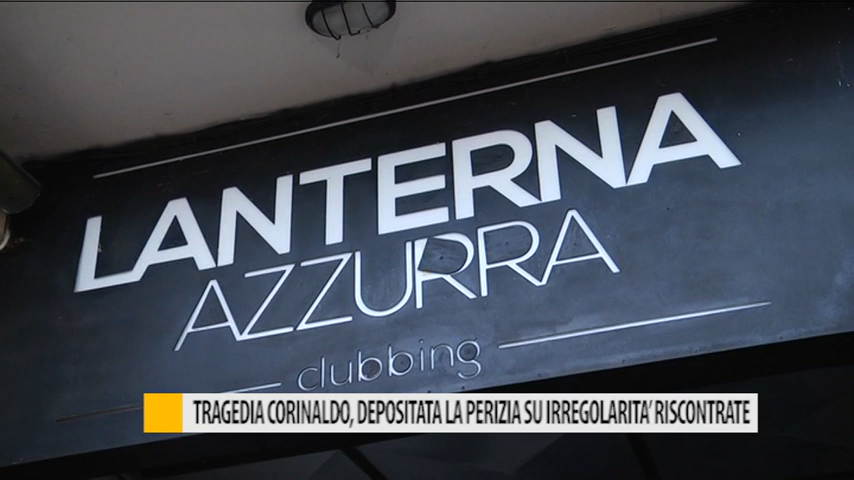 LANTERNA
AZZURRA
clubbing
TRAGEDIA CORINALDO, DEPOSITATA LA PERIZIA SU IRREGOLARITA' RISCONTRATE